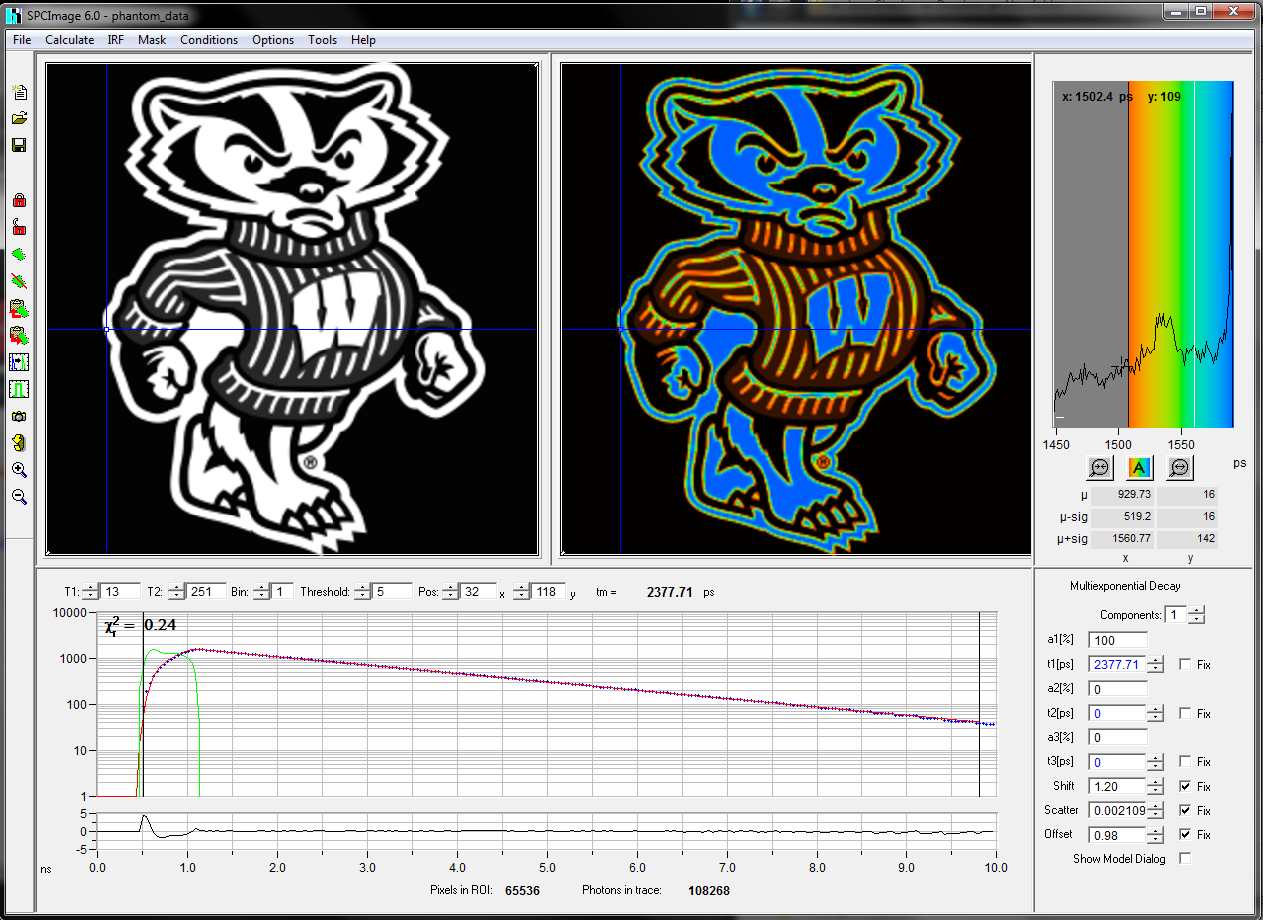 SPCImage 6.0 - phantom_data
File Calculate IRF Mask Conditions Options Tools Help
x: 1502.4 ps y: 109
W
®
1450 1500 1550
A
ps
μ 929.73 16
μ-sig 519.2 16
μ+sig 1560.77 142
x y
T1: 13 T2: 251 Bin: 1 Threshold: 5 Pos: 32 x 118 y tm = 2377.71 ps
χ²r = 0.24
10000
1000
100
10
1
5
0
-5
ns 0.0 1.0 2.0 3.0 4.0 5.0 6.0 7.0 8.0 9.0 10.0
Pixels in ROI: 65536 Photons in trace: 108268
Multiexponential Decay
Components: 1
a1[%] 100
t1[ps] 2377.71 Fix
a2[%] 0
t2[ps] 0 Fix
a3[%] 0
t3[ps] 0 Fix
Shift 1.20 Fix
Scatter 0.002109 Fix
Offset 0.98 Fix
Show Model Dialog